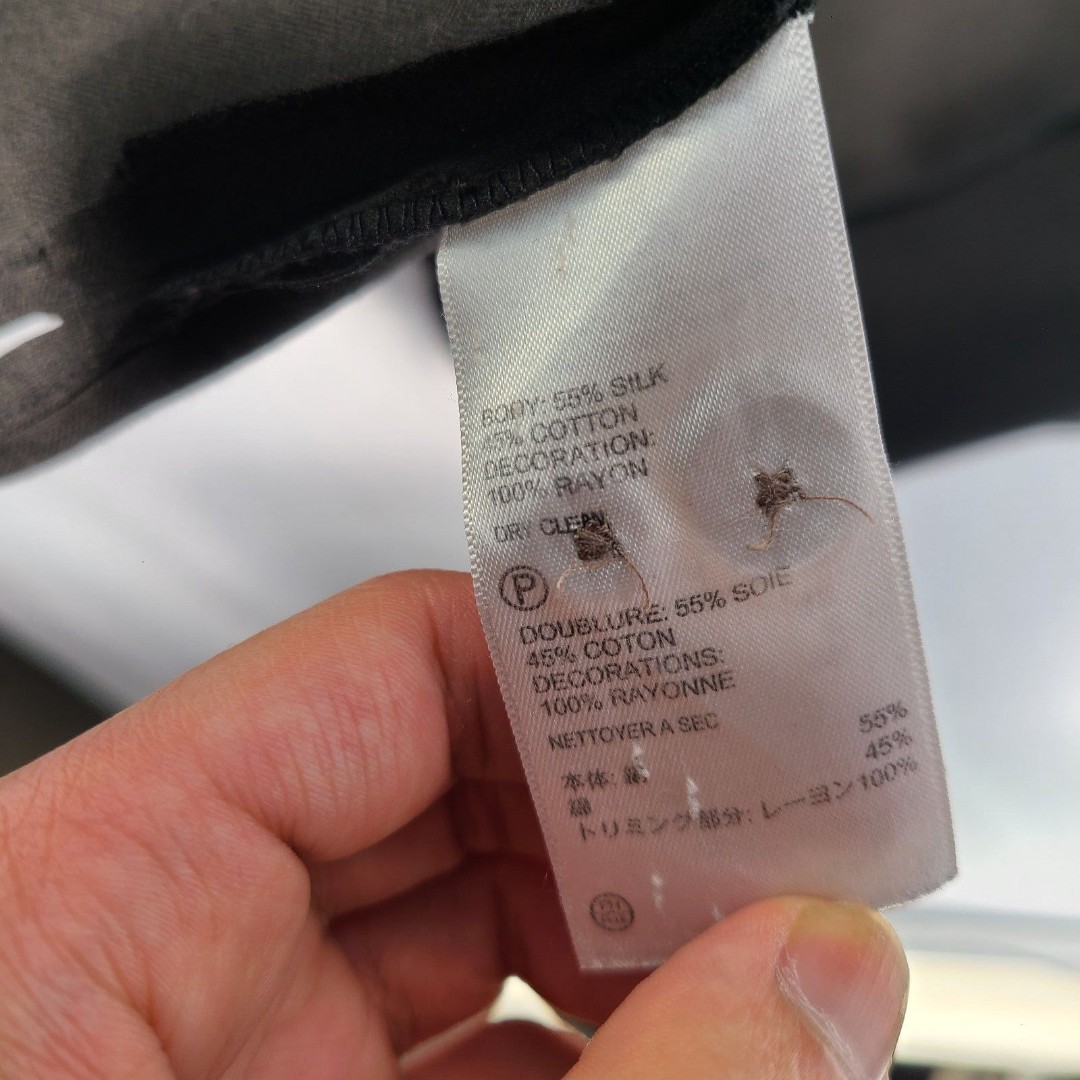 BODY: 55% SILK
45% COTTON
DECORATION:
100% RAYON
DRY CLEAN
P
DOUBLURE: 55% SOIE
45% COTON
DECORATIONS:
100% RAYONNE
NETTOYER A SEC
本体: 絹 55%
綿 45%
トリミング部分: レーヨン100%